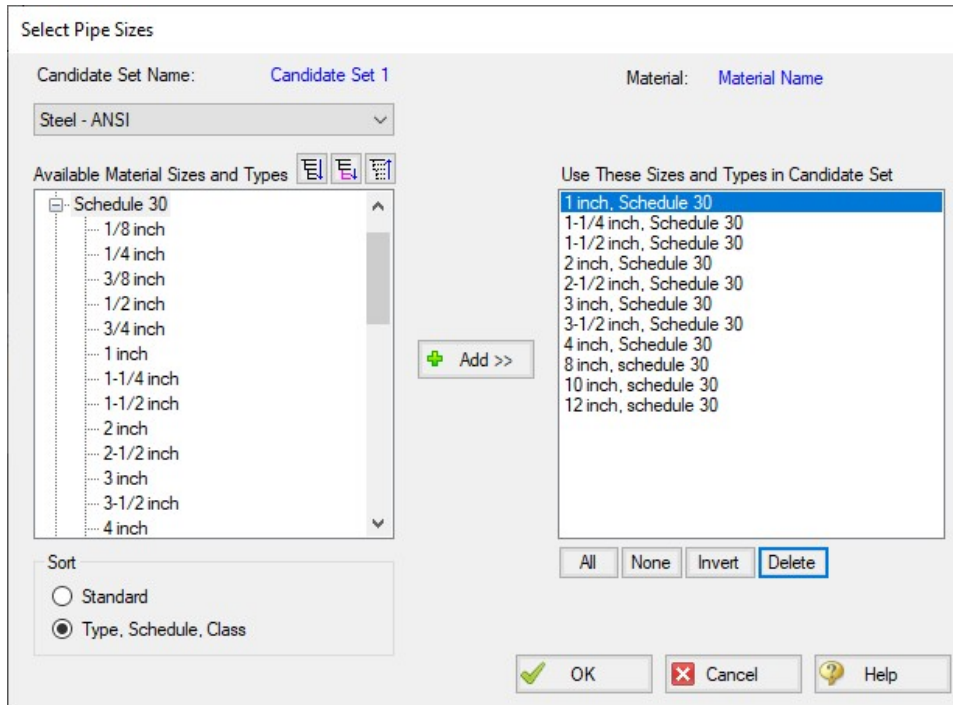 Select Pipe Sizes
Candidate Set Name: Candidate Set 1
Material: Material Name
Steel - ANSI
Available Material Sizes and Types
Schedule 30
1/8 inch
1/4 inch
3/8 inch
1/2 inch
3/4 inch
1 inch
1-1/4 inch
1-1/2 inch
2 inch
2-1/2 inch
3 inch
3-1/2 inch
4 inch
Add >>
Use These Sizes and Types in Candidate Set
1 inch, Schedule 30
1-1/4 inch, Schedule 30
1-1/2 inch, Schedule 30
2 inch, Schedule 30
2-1/2 inch, Schedule 30
3 inch, Schedule 30
3-1/2 inch, Schedule 30
4 inch, Schedule 30
8 inch, schedule 30
10 inch, schedule 30
12 inch, schedule 30
All None Invert Delete
Sort
Standard
Type, Schedule, Class
OK Cancel Help